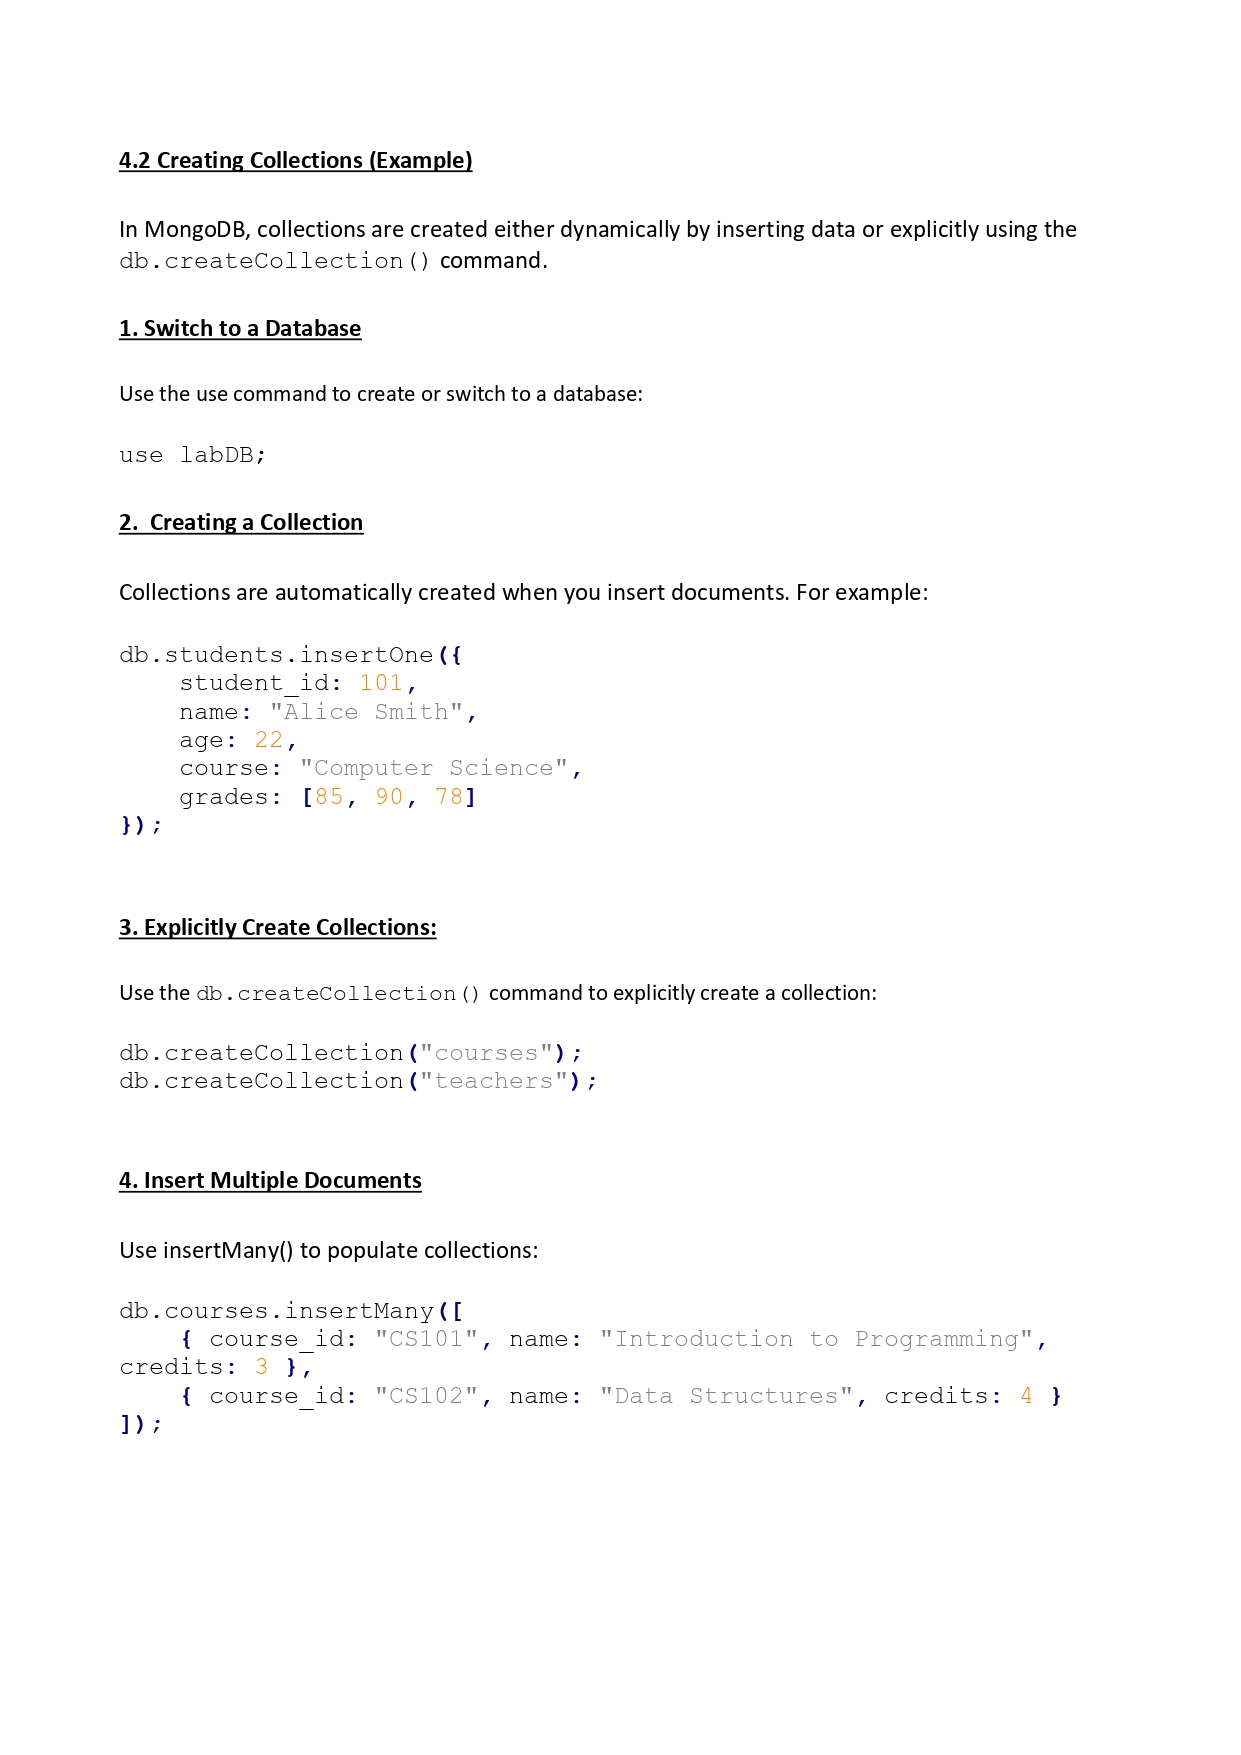 4.2 Creating Collections (Example)
In MongoDB, collections are created either dynamically by inserting data or explicitly using the
db.createCollection() command.
1. Switch to a Database
Use the use command to create or switch to a database:
use labDB;
2.  Creating a Collection
Collections are automatically created when you insert documents. For example:
db.students.insertOne({
    student_id: 101,
    name: "Alice Smith",
    age: 22,
    course: "Computer Science",
    grades: [85, 90, 78]
});
3. Explicitly Create Collections:
Use the db.createCollection() command to explicitly create a collection:
db.createCollection("courses");
db.createCollection("teachers");
4. Insert Multiple Documents
Use insertMany() to populate collections:
db.courses.insertMany([
    { course_id: "CS101", name: "Introduction to Programming",
credits: 3 },
    { course_id: "CS102", name: "Data Structures", credits: 4 }
]);